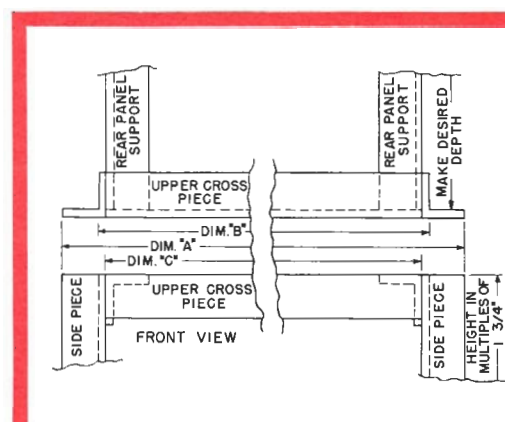 REAR PANEL
SUPPORT
REAR PANEL
SUPPORT
MAKE DESIRED
DEPTH
UPPER CROSS
PIECE
DIM."B"
DIM."A"
DIM."C"
SIDE PIECE
UPPER CROSS
PIECE
SIDE PIECE
HEIGHT IN
MULTIPLES OF
1 3/4"
FRONT VIEW